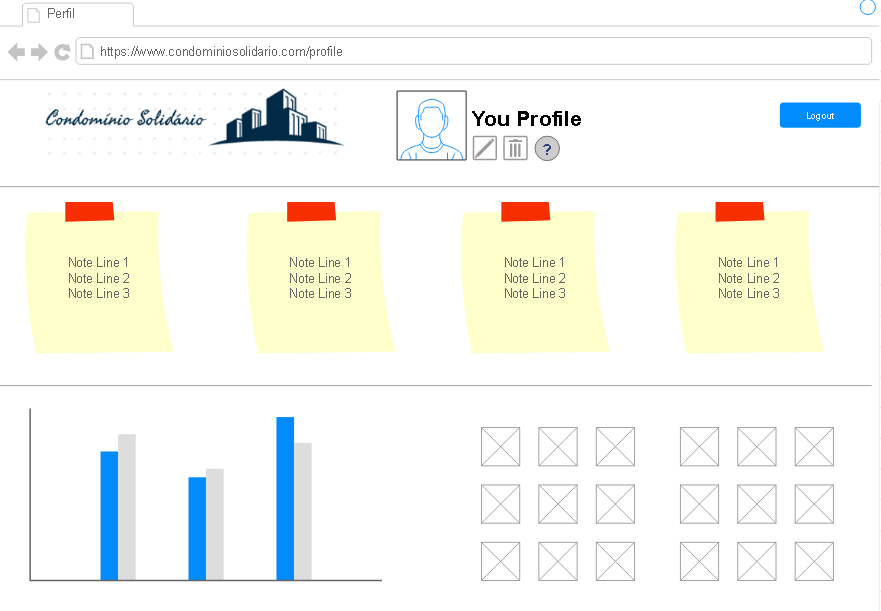 Perfil
https://www.condominiosolidario.com/profile
Condomínio Solidário
You Profile
Logout
?
Note Line 1
Note Line 2
Note Line 3
Note Line 1
Note Line 2
Note Line 3
Note Line 1
Note Line 2
Note Line 3
Note Line 1
Note Line 2
Note Line 3